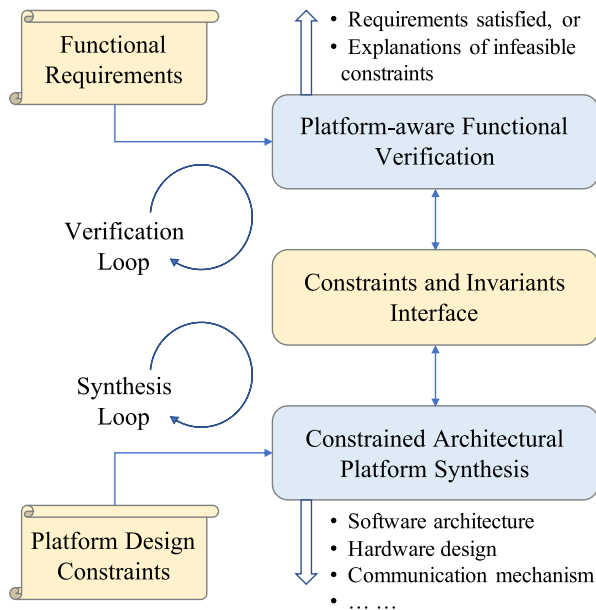 Functional
Requirements
• Requirements satisfied, or
• Explanations of infeasible
constraints
Platform-aware Functional
Verification
Verification
Loop
Constraints and Invariants
Interface
Synthesis
Loop
Constrained Architectural
Platform Synthesis
Platform Design
Constraints
• Software architecture
• Hardware design
• Communication mechanism
• … …